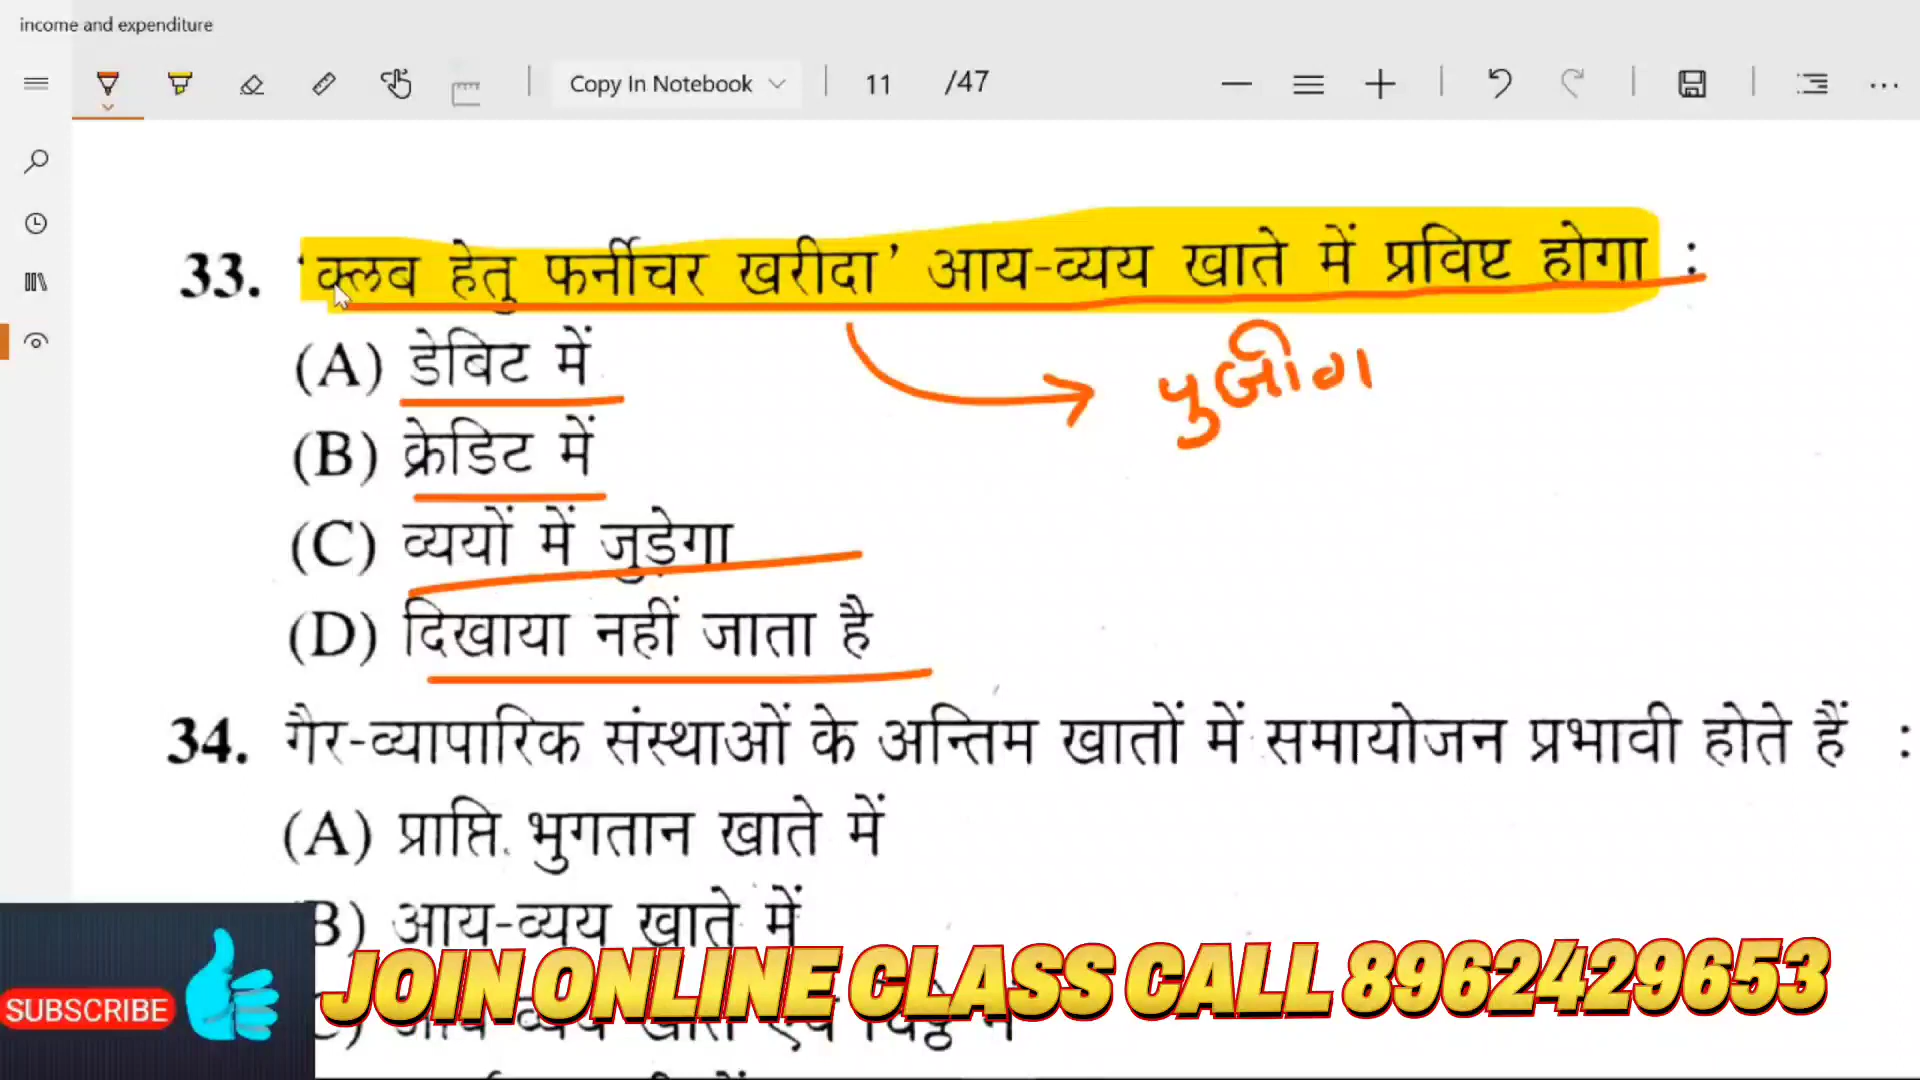 income and expenditure
Copy In Notebook 11 /47
33. 'क्लब हेतु फर्नीचर खरीदा' आय-व्यय खाते में प्रविष्ट होगा :
(A) डेबिट में
पुजीग
(B) क्रेडिट में
(C) व्ययों में जुड़ेगा
(D) दिखाया नहीं जाता है
34. गैर-व्यापारिक संस्थाओं के अन्तिम खातों में समायोजन प्रभावी होते हैं :
(A) प्राप्ति भुगतान खाते में
B) आय-व्यय खाते में
JOIN ONLINE CLASS CALL 8962429653
SUBSCRIBE